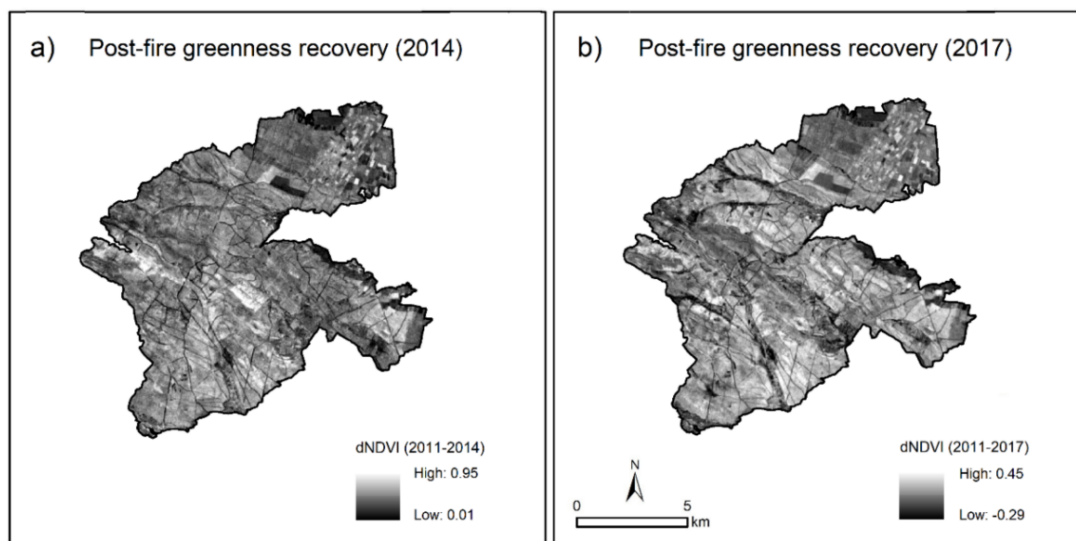 a) Post-fire greenness recovery (2014)
dNDVI (2011-2014)
High: 0.95
Low: 0.01
b) Post-fire greenness recovery (2017)
N
0 5
km
dNDVI (2011-2017)
High: 0.45
Low: -0.29